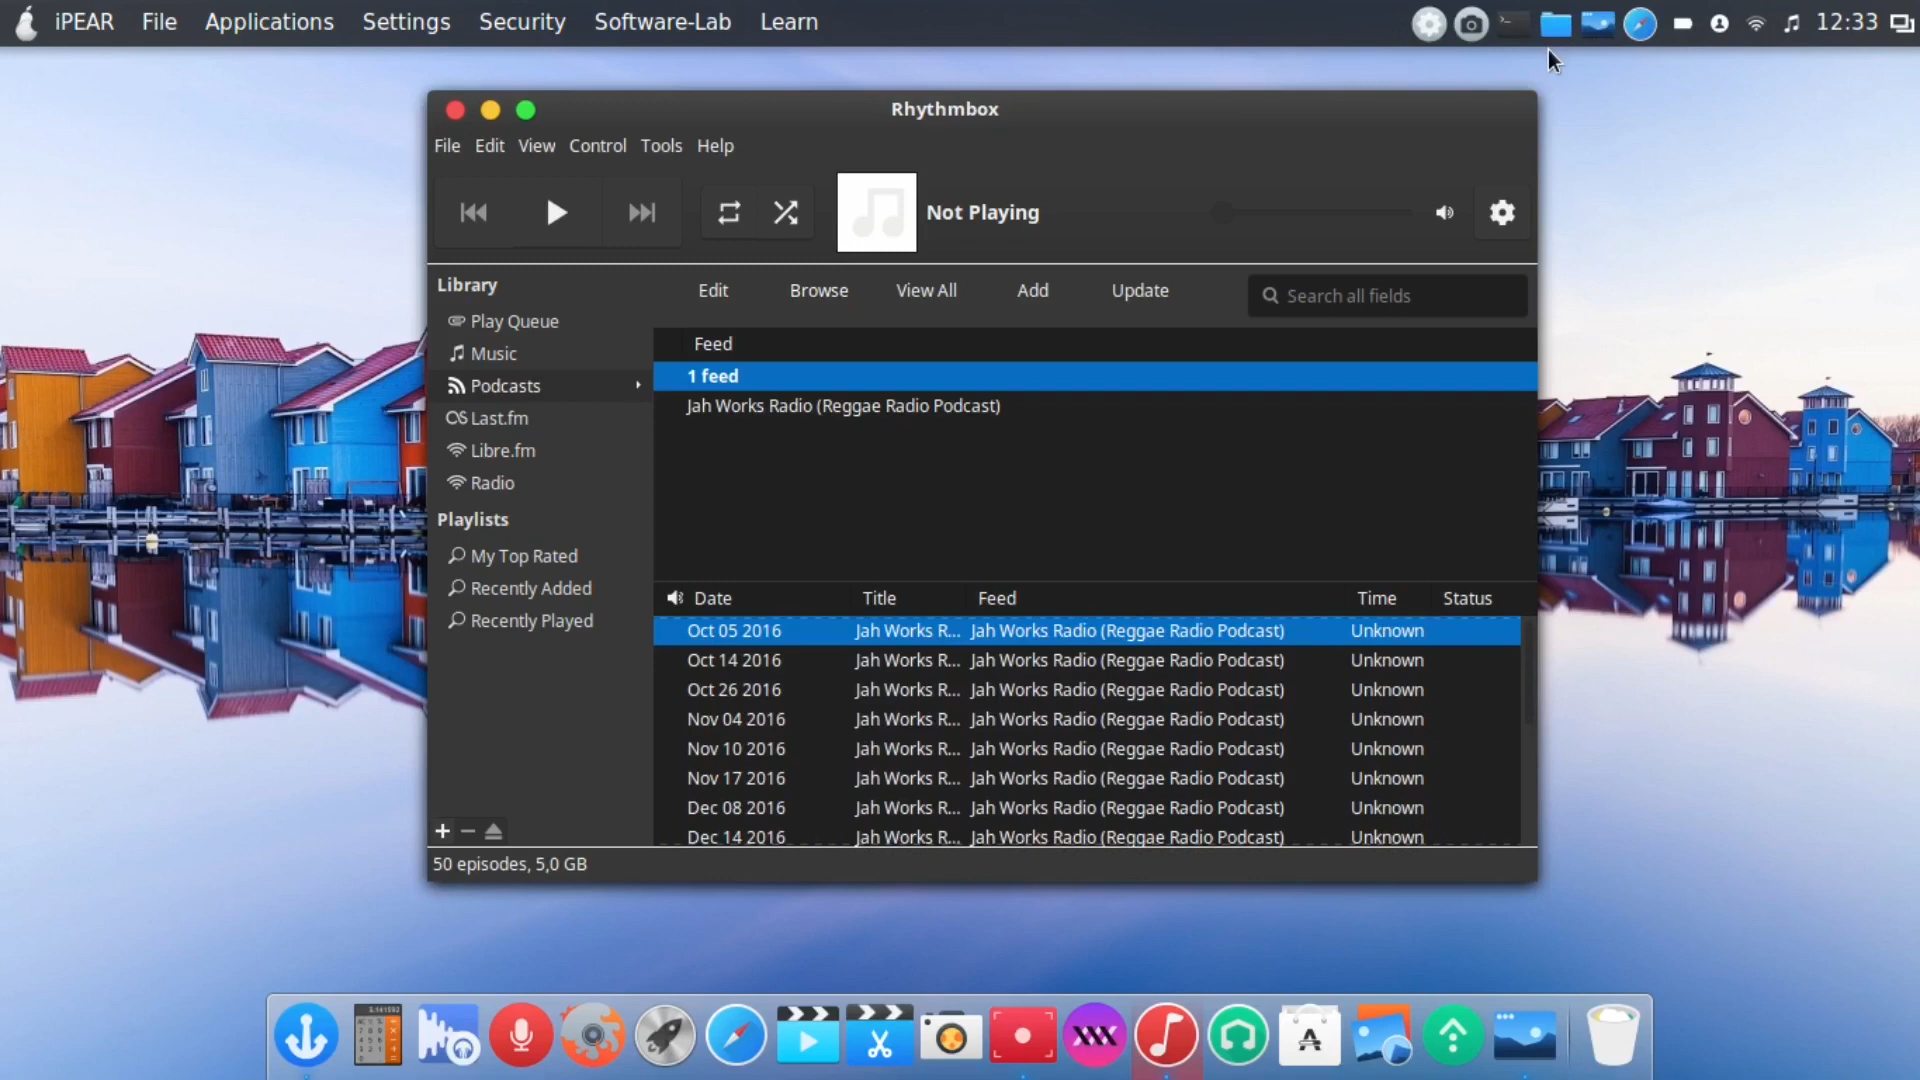 iPEAR File Applications Settings Security Software-Lab Learn 12:33
Rhythmbox
File Edit View Control Tools Help
Not Playing
Library
Play Queue
Music
Podcasts
Last.fm
Libre.fm
Radio
Playlists
My Top Rated
Recently Added
Recently Played
Edit Browse View All Add Update Search all fields
Feed
1 feed
Jah Works Radio (Reggae Radio Podcast)
Date Title Feed Time Status
Oct 05 2016 Jah Works R... Jah Works Radio (Reggae Radio Podcast) Unknown
Oct 14 2016 Jah Works R... Jah Works Radio (Reggae Radio Podcast) Unknown
Oct 26 2016 Jah Works R... Jah Works Radio (Reggae Radio Podcast) Unknown
Nov 04 2016 Jah Works R... Jah Works Radio (Reggae Radio Podcast) Unknown
Nov 10 2016 Jah Works R... Jah Works Radio (Reggae Radio Podcast) Unknown
Nov 17 2016 Jah Works R... Jah Works Radio (Reggae Radio Podcast) Unknown
Dec 08 2016 Jah Works R... Jah Works Radio (Reggae Radio Podcast) Unknown
Dec 14 2016 Jah Works R... Jah Works Radio (Reggae Radio Podcast) Unknown
50 episodes, 5,0 GB